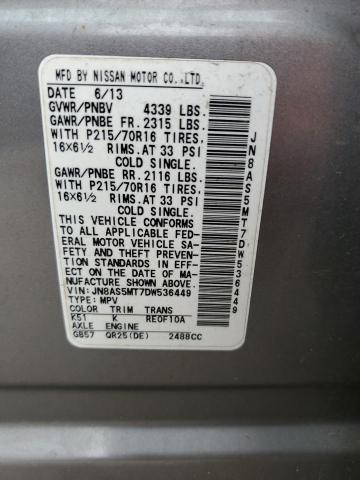 MFD BY NISSAN MOTOR CO.,LTD.
DATE 6/13
GVWR/PNBV 4339 LBS.
GAWR/PNBE FR.2315 LBS.
WITH P215/70R16 TIRES,
16X6½ RIMS.AT 33 PSI
COLD SINGLE.
GAWR/PNBE RR.2116 LBS.
WITH P215/70R16 TIRES,
16X6½ RIMS.AT 33 PSI
COLD SINGLE.
THIS VEHICLE CONFORMS
TO ALL APPLICABLE FED-
ERAL MOTOR VEHICLE SA-
FETY AND THEFT PREVEN-
TION STANDARDS IN EFF-
ECT ON THE DATE OF MA-
NUFACTURE SHOWN ABOVE.
VIN: JN8AS5MT7DW536449
TYPE: MPV
COLOR TRIM TRANS
K51 K RE0F10A
AXLE ENGINE
GB57 QR25(DE) 2488CC
JN8AS5MT7DW536449